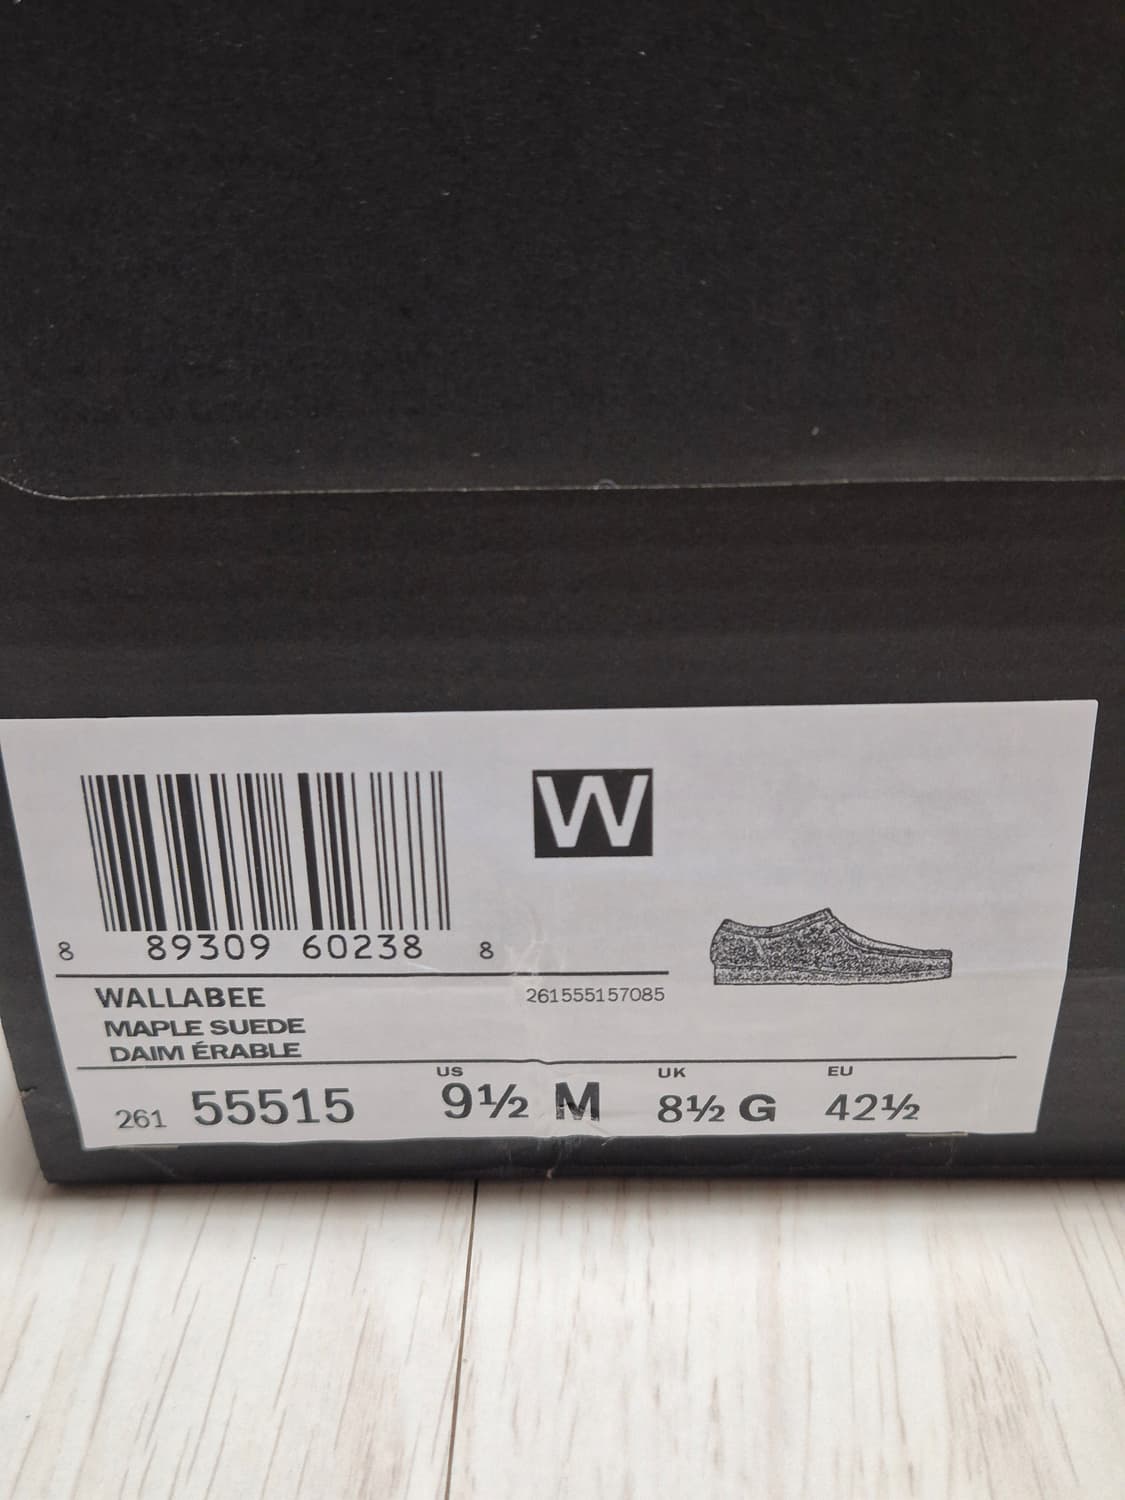 W
8 89309 60238 8
WALLABEE
261555157085
MAPLE SUEDE
DAIM ÉRABLE
US UK EU
261 55515 9½ M 8½ G 42½